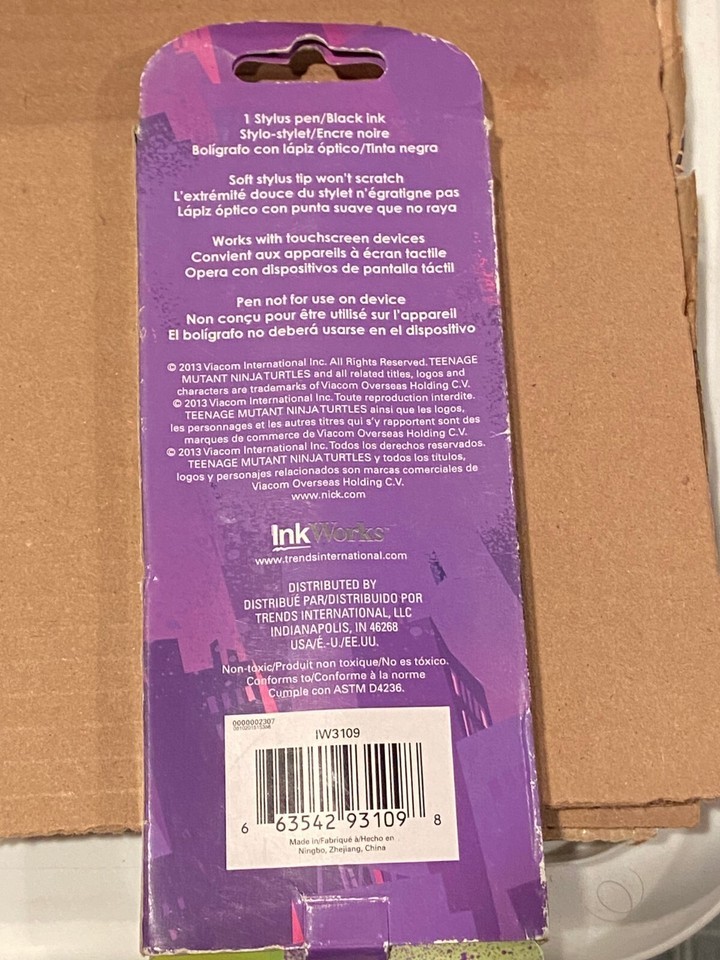 1 Stylus pen/Black ink
Stylo-stylet/Encre noire
Bolígrafo con lápiz óptico/Tinta negra
Soft stylus tip won't scratch
L'extrémité douce du stylet n'égratigne pas
Lápiz óptico con punta suave que no raya
Works with touchscreen devices
Convient aux appareils à écran tactile
Opera con dispositivos de pantalla táctil
Pen not for use on device
Non conçu pour être utilisé sur l'appareil
El bolígrafo no deberá usarse en el dispositivo
© 2013 Viacom International Inc. All Rights Reserved. TEENAGE
MUTANT NINJA TURTLES and all related titles, logos and
characters are trademarks of Viacom Overseas Holding C.V.
© 2013 Viacom International Inc. Toute reproduction interdite.
TEENAGE MUTANT NINJA TURTLES ainsi que les logos,
les personnages et les autres titres qui s'y rapportent sont des
marques de commerce de Viacom Overseas Holding C.V.
© 2013 Viacom International Inc. Todos los derechos reservados.
TEENAGE MUTANT NINJA TURTLES y todos los títulos,
logos y personajes relacionados son marcas comerciales de
Viacom Overseas Holding C.V.
www.nick.com
InkWorks
www.trendsinternational.com
DISTRIBUTED BY
DISTRIBUÉ PAR/DISTRIBUIDO POR
TRENDS INTERNATIONAL, LLC
INDIANAPOLIS, IN 46268
USA/É.-U./EE.UU.
Non-toxic/Produit non toxique/No es tóxico.
Conforms to/Conforme à la norme
Cumple con ASTM D4236.
0000002307
IW3109
6 63542 93109 8
Made in/Fabriqué à/Hecho en
Ningbo, Zhejiang, China